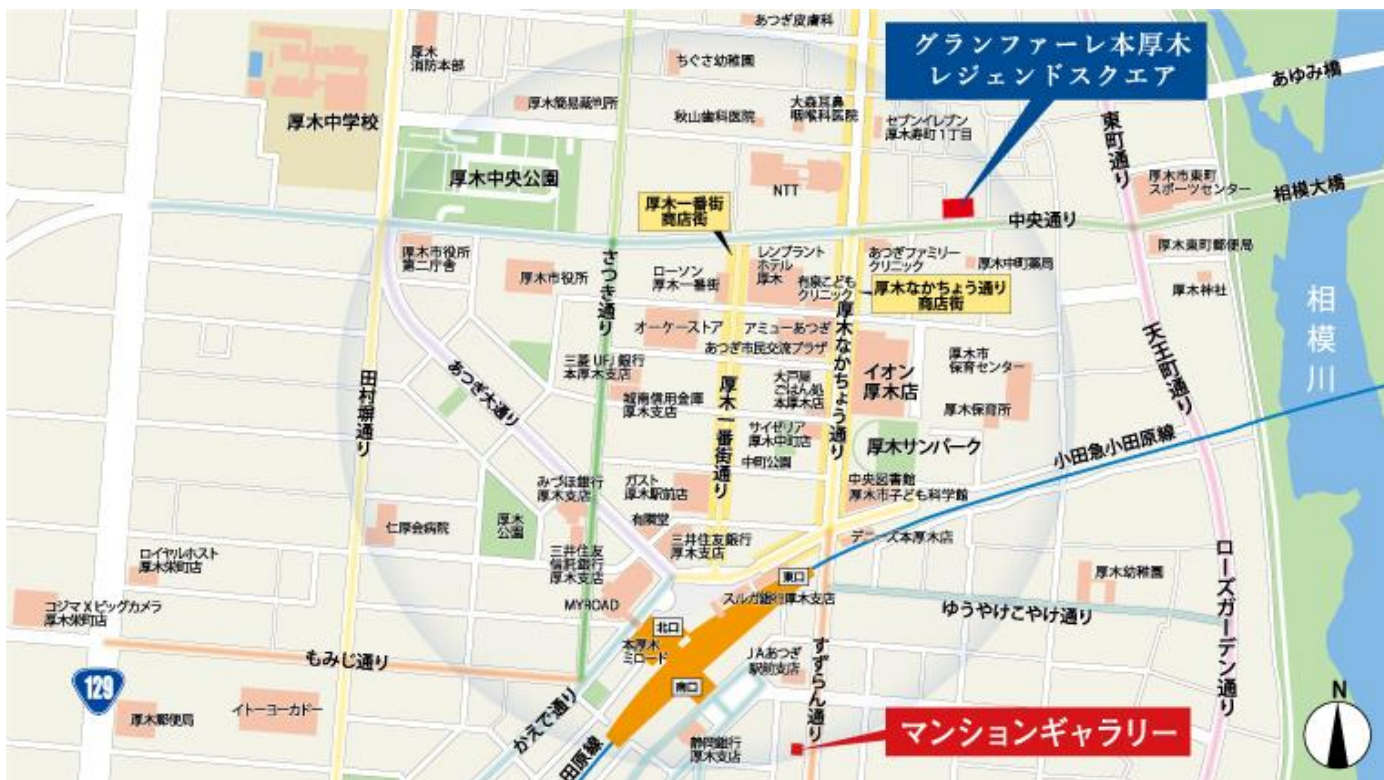 あつぎ皮膚科
グランファーレ本厚木
レジェンドスクエア
厚木
消防本部
ちぐさ幼稚園
あゆみ橋
厚木簡易裁判所
秋山歯科医院
大森耳鼻
咽喉科医院
セブンイレブン
厚木寿町1丁目
東町通り
厚木中学校
厚木中央公園
NTT
厚木市東町
スポーツセンター
相模大橋
厚木一番街
商店街
中央通り
厚木市役所
第二庁舎
さつき通り
厚木市役所
ローソン
厚木一番街
レンブラント
ホテル
厚木
有泉こども
クリニック
あつぎファミリー
クリニック
厚木中町薬局
厚木東町郵便局
厚木なかちょう通り
商店街
厚木神社
相模川
オーケーストア
アミューあつぎ
あつぎ市民交流プラザ
厚木なかちょう通り
天王町通り
三菱UFJ銀行
本厚木支店
あつぎ大通り
田村堀通り
イオン
厚木店
厚木市
保育センター
城南信用金庫
厚木支店
厚木一番街通り
大戸屋
ごはん処
本厚木店
厚木保育所
サイゼリア
厚木中町店
厚木サンパーク
小田急小田原線
中町公園
みづほ銀行
厚木支店
ガスト
厚木駅前店
中央図書館
厚木市子ども科学館
仁厚会病院
厚木
公園
有隣堂
三井住友銀行
厚木支店
デニーズ本厚木店
ロイヤルホスト
厚木栄町店
三井住友
信託銀行
厚木支店
ローズガーデン通り
東口
厚木幼稚園
コジマXビッグカメラ
厚木栄町店
MYROAD
スルガ銀行厚木支店
ゆうやけこやけ通り
北口
本厚木
ミロード
もみじ通り
JAあつぎ
駅前支店
すずらん通り
129
南口
N
厚木郵便局
イトーヨーカドー
かえで通り
田原線
静岡銀行
厚木支店
マンションギャラリー